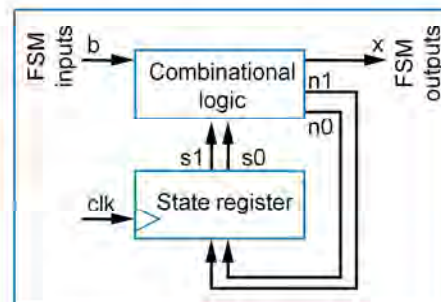 FSM
inputs
b
Combinational
logic
x
FSM
outputs
n1
n0
s1 s0
clk
State register